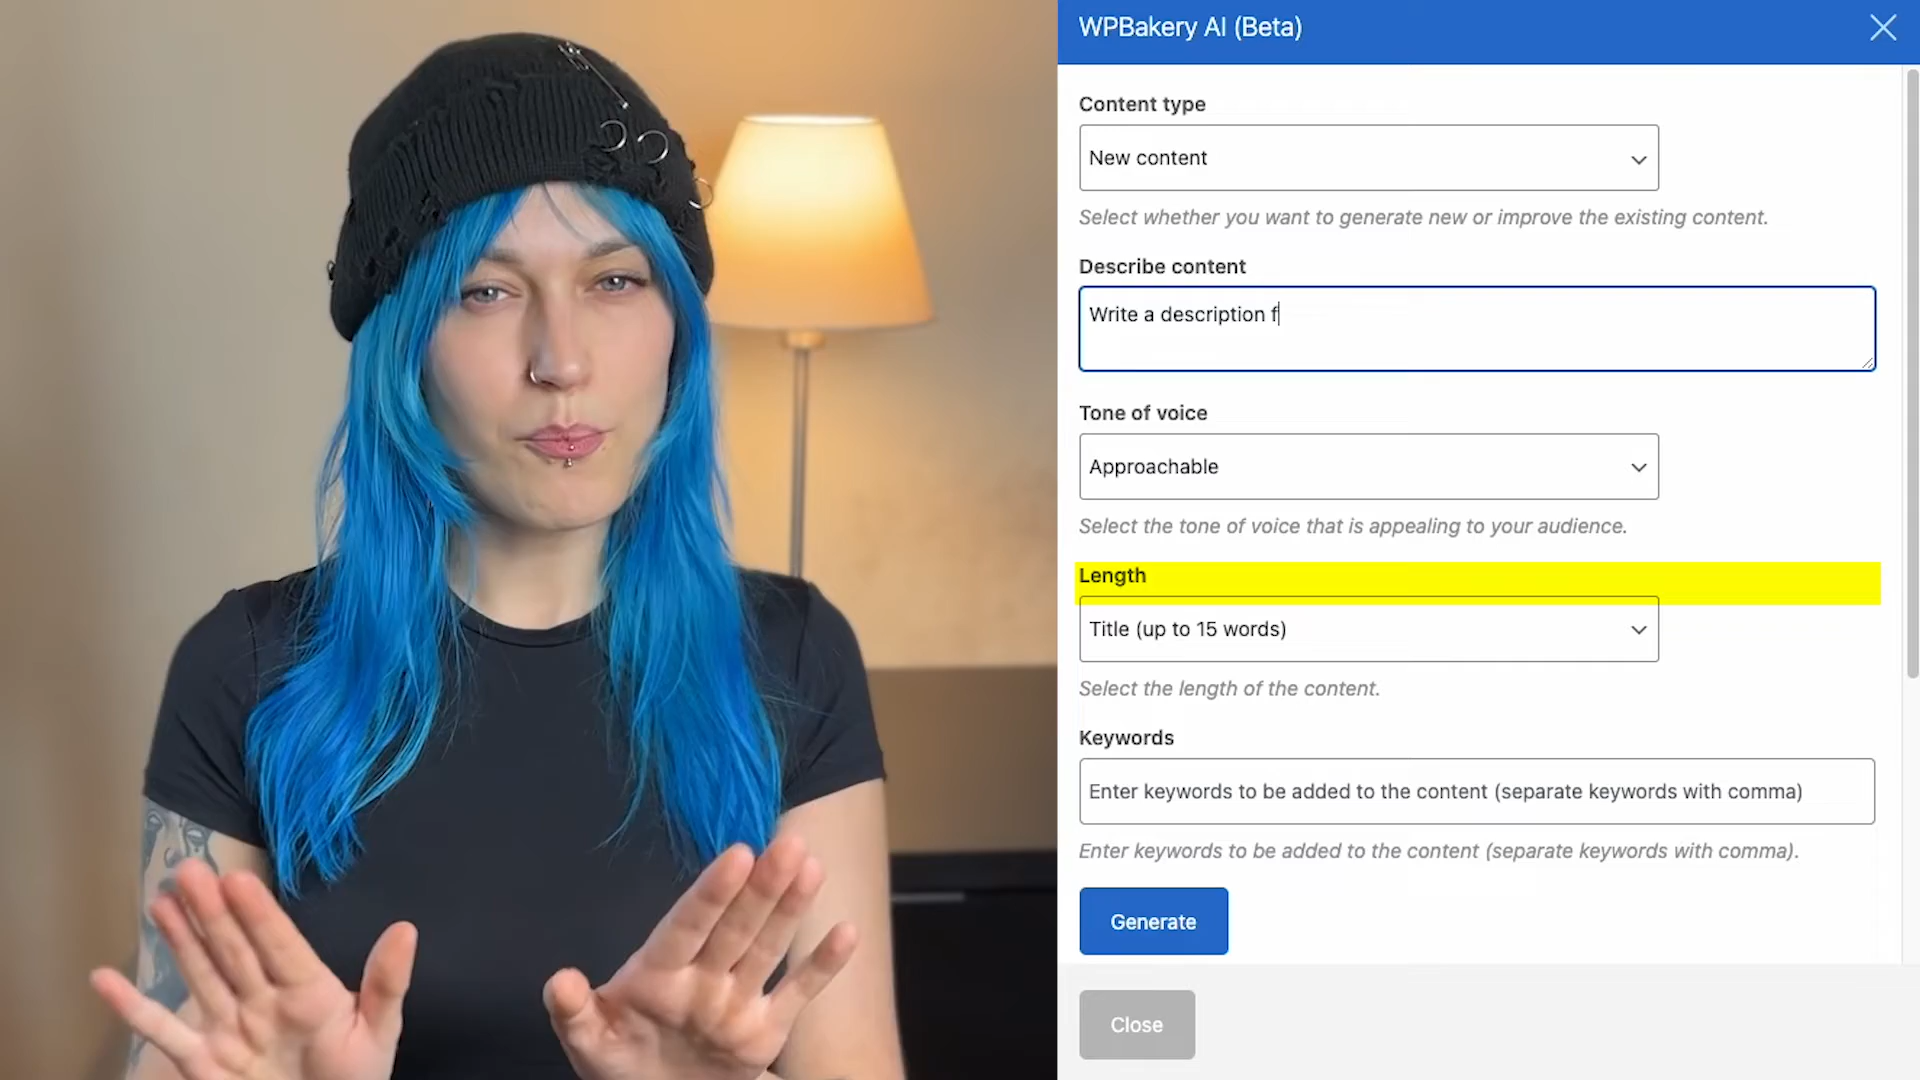 WPBakery AI (Beta)
Content type
New content
Select whether you want to generate new or improve the existing content.
Describe content
Write a description f
Tone of voice
Approachable
Select the tone of voice that is appealing to your audience.
Length
Title (up to 15 words)
Select the length of the content.
Keywords
Enter keywords to be added to the content (separate keywords with comma)
Enter keywords to be added to the content (separate keywords with comma).
Generate
Close